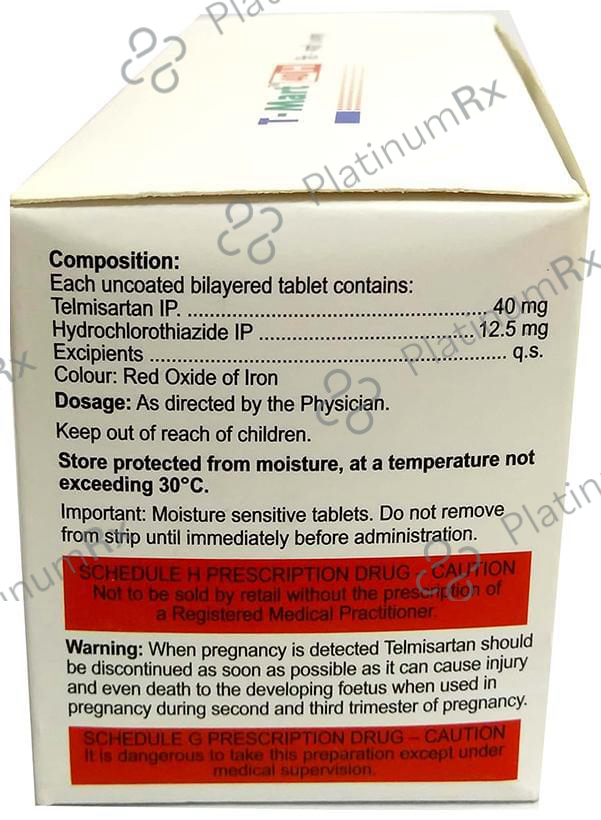 T-Mart
Composition:
Each uncoated bilayered tablet contains:
Telmisartan IP. ..................................................40 mg
Hydrochlorothiazide IP .....................................12.5 mg
Excipients ........................................................... q.s.
Colour: Red Oxide of Iron
Dosage: As directed by the Physician.
Keep out of reach of children.
Store protected from moisture, at a temperature not
exceeding 30°C.
Important: Moisture sensitive tablets. Do not remove
from strip until immediately before administration.
SCHEDULE H PRESCRIPTION DRUG – CAUTION
Not to be sold by retail without the prescription of
a Registered Medical Practitioner.
Warning: When pregnancy is detected Telmisartan should
be discontinued as soon as possible as it can cause injury
and even death to the developing foetus when used in
pregnancy during second and third trimester of pregnancy.
SCHEDULE G PRESCRIPTION DRUG – CAUTION
It is dangerous to take this preparation except under
medical supervision.
PlatinumRx
PlatinumRx
PlatinumRx
Rx
Platin
inumRx